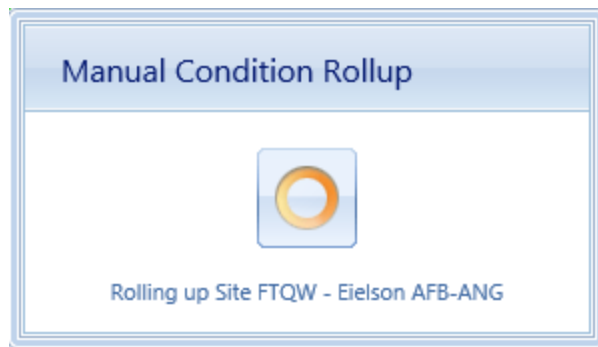 Manual Condition Rollup
Rolling up Site FTQW - Eielson AFB-ANG